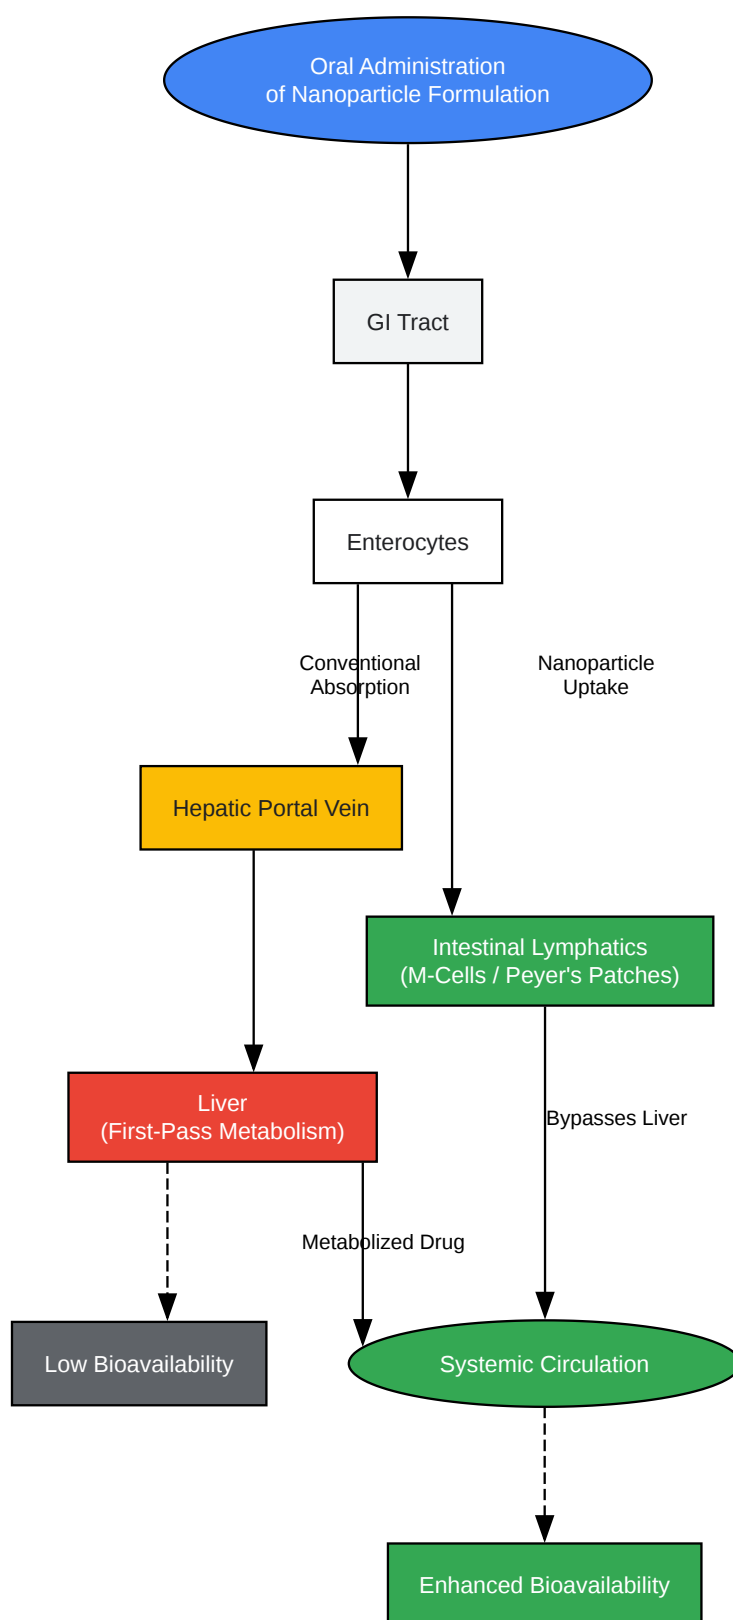 Oral Administration
of Nanoparticle Formulation
GI Tract
Enterocytes
Conventional
Absorption
Nanoparticle
Uptake
Hepatic Portal Vein
Intestinal Lymphatics
(M-Cells / Peyer's Patches)
Liver
(First-Pass Metabolism)
Bypasses Liver
Metabolized Drug
Low Bioavailability
Systemic Circulation
Enhanced Bioavailability